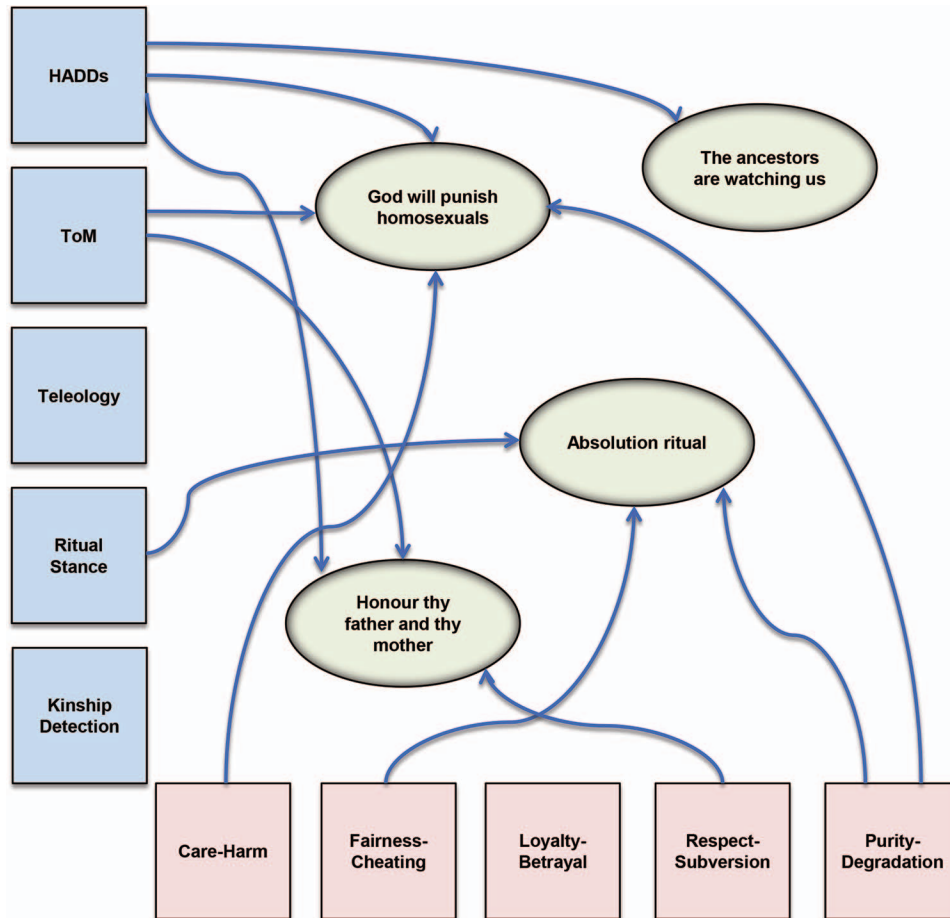 HADDs
The ancestors
are watching us
God will punish
homosexuals
ToM
Teleology
Absolution ritual
Ritual
Stance
Honour thy
father and thy
mother
Kinship
Detection
Care-Harm
Fairness-
Cheating
Loyalty-
Betrayal
Respect-
Subversion
Purity-
Degradation